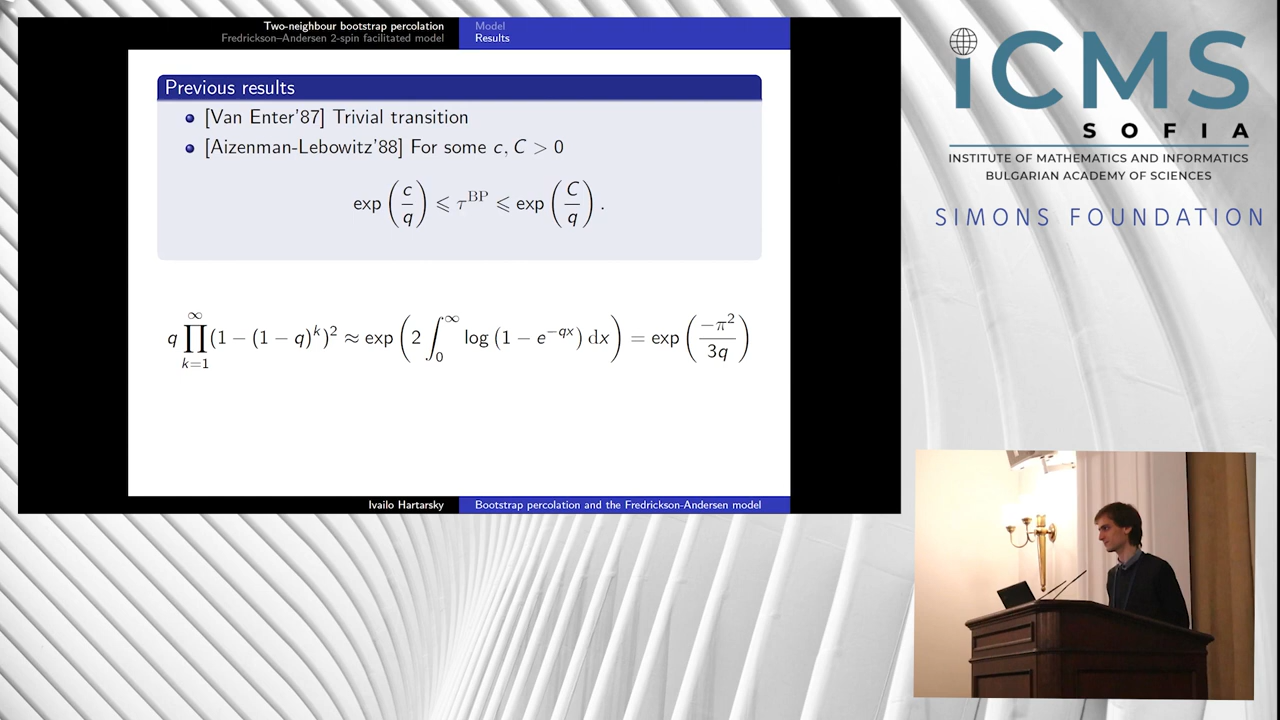 Two-neighbour bootstrap percolation
Fredrickson–Andersen 2-spin facilitated model
Model
Results
Previous results
[Van Enter'87] Trivial transition
[Aizenman-Lebowitz'88] For some c, C > 0
exp (c/q) ⩽ τ^BP ⩽ exp (C/q) .
q ∏_{k=1}^{∞} (1 − (1 − q)^k)^2 ≈ exp (2 ∫_0^∞ log (1 − e^{−qx}) dx) = exp (−π^2/3q)
Ivailo Hartarsky
Bootstrap percolation and the Fredrickson-Andersen model
iCMS
SOFIA
INSTITUTE OF MATHEMATICS AND INFORMATICS
BULGARIAN ACADEMY OF SCIENCES
SIMONS FOUNDATION